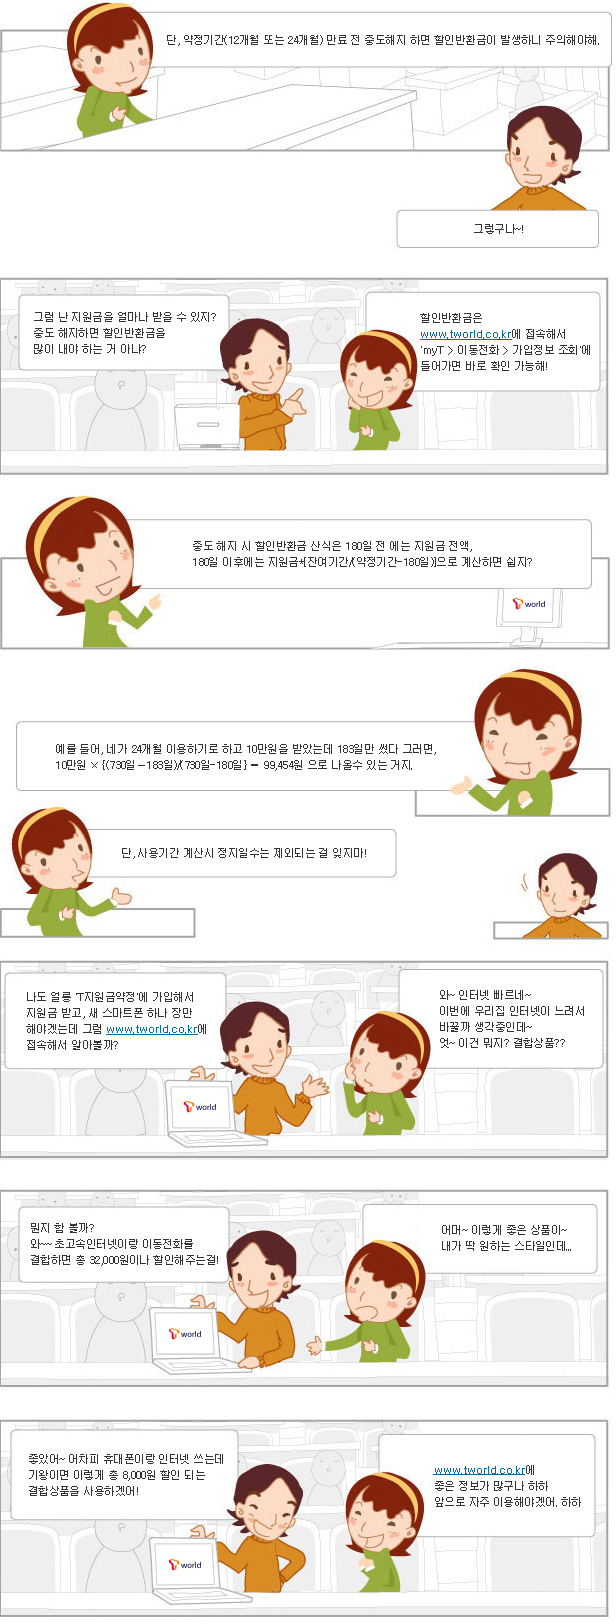 단, 약정기간(12개월 또는 24개월) 만료 전 중도해지 하면 할인반환금이 발생하니 주의해야해.
그렇구나~!
그럼 난 지원금을 얼마나 받을 수 있지?
중도 해지하면 할인반환금을
많이 내야 하는 거 아냐?
할인반환금은
www.tworld.co.kr에 접속해서
'myT > 이동전화 > 가입정보 조회'에
들어가면 바로 확인 가능해!
중도 해지 시 할인반환금 산식은 180일 전 에는 지원금 전액,
180일 이후에는 지원금*[잔여기간/(약정기간-180일)]으로 계산하면 쉽지?
T world
예를 들어, 네가 24개월 이용하기로 하고 10만원을 받았는데 183일만 썼다 그러면,
10만원 × {(730일 –183일)/(730일-180일} = 99,454원 으로 나올수 있는 거지.
단, 사용기간 계산시 정지일수는 제외되는 걸 잊지마!
나도 얼릉 'T지원금약정'에 가입해서
지원금 받고, 새 스마트폰 하나 장만
해야겠는데 그럼 www.tworld.co.kr에
접속해서 알아볼까?
와~ 인터넷 빠르네~
이번에 우리집 인터넷이 느려서
바꿀까 생각중인데~
엇~ 이건 뭐지? 결합상품??
T world
뭔지 함 볼까?
와~~ 초고속인터넷이랑 이동전화를
결합하면 총 32,000원이나 할인해주는걸!
어머~ 이렇게 좋은 상품이~
내가 딱 원하는 스타일인데...
T world
좋았어~ 어차피 휴대폰이랑 인터넷 쓰는데
기왕이면 이렇게 총 8,000원 할인 되는
결합상품을 사용하겠어!
www.tworld.co.kr에
좋은 정보가 많구나 하하
앞으로 자주 이용해야겠어. 하하
T world